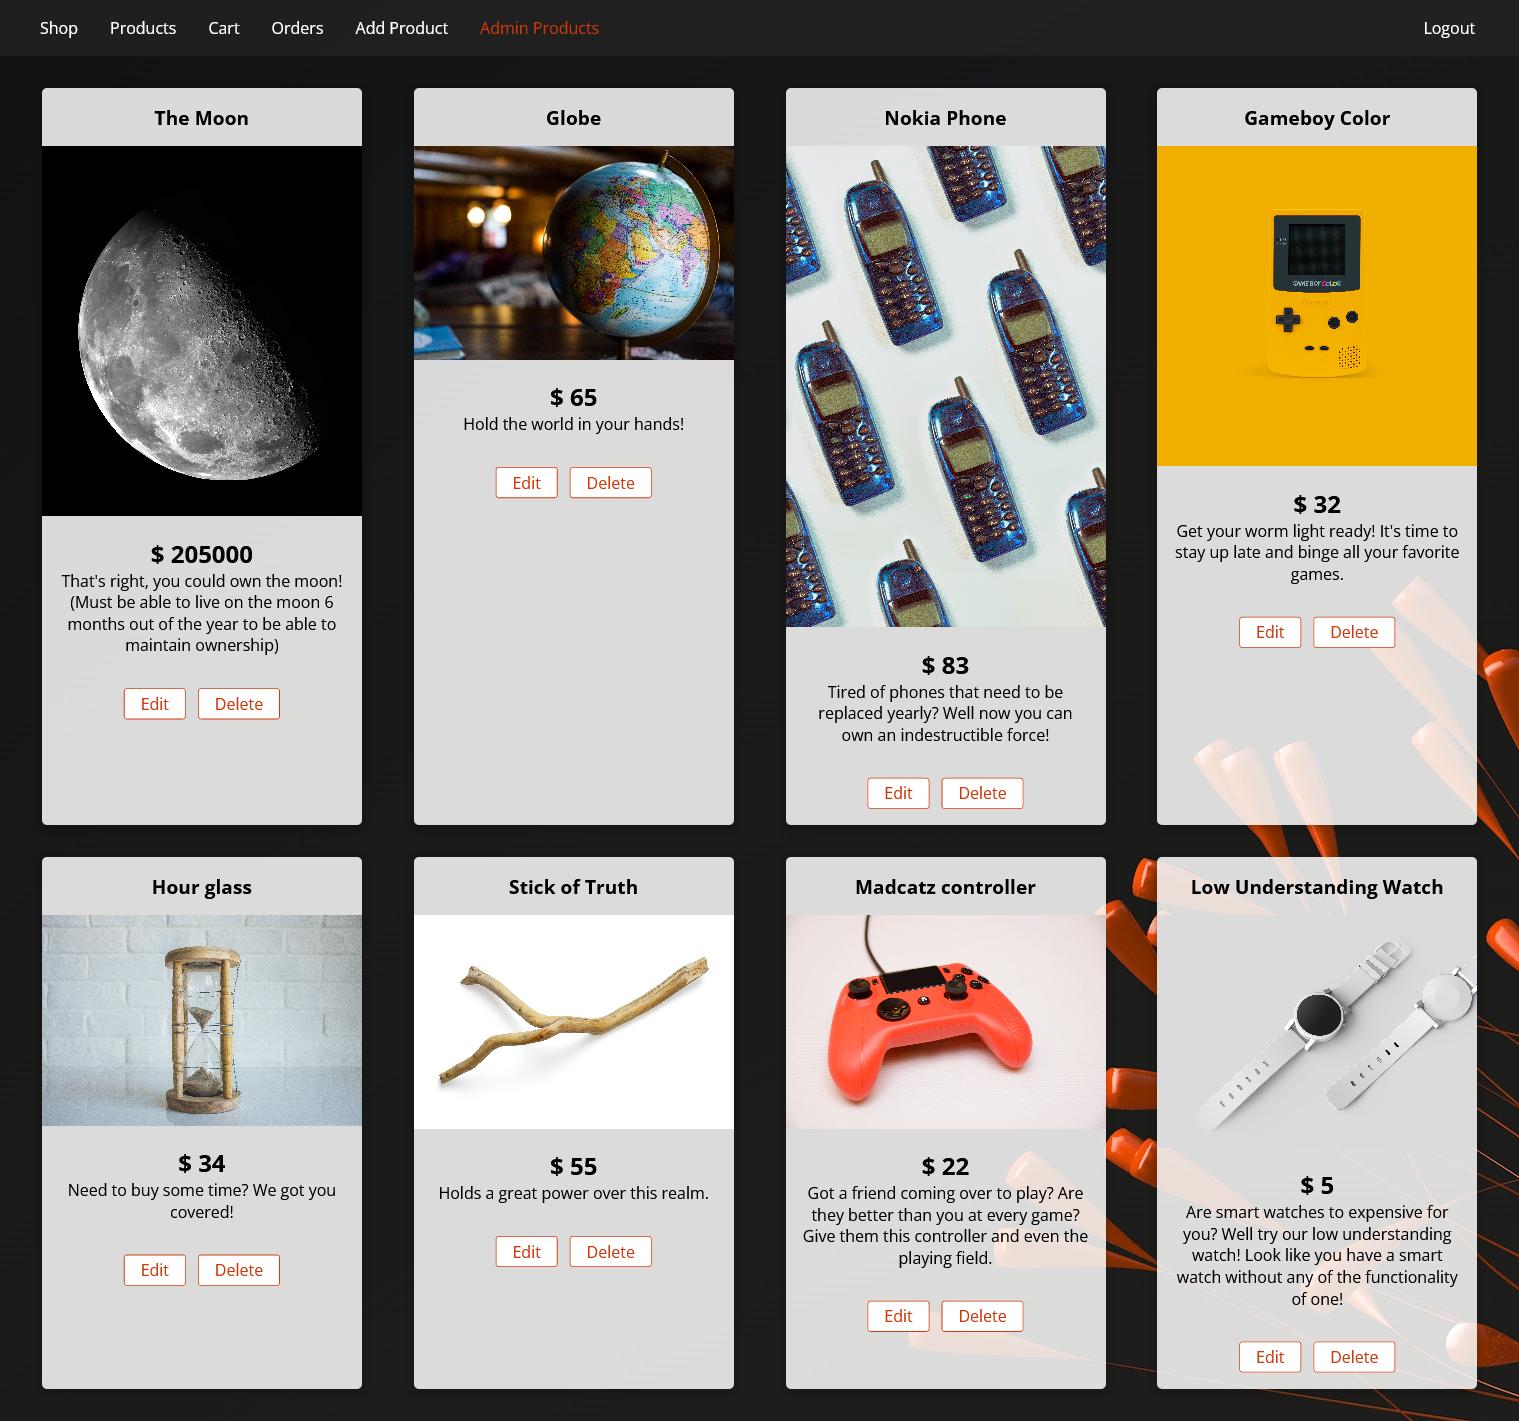 Shop Products Cart Orders Add Product Admin Products Logout
The Moon
$ 205000
That's right, you could own the moon!
(Must be able to live on the moon 6
months out of the year to be able to
maintain ownership)
Edit Delete
Globe
$ 65
Hold the world in your hands!
Edit Delete
Nokia Phone
$ 83
Tired of phones that need to be
replaced yearly? Well now you can
own an indestructible force!
Edit Delete
Gameboy Color
GAME BOY COLOR
Nintendo
$ 32
Get your worm light ready! It's time to
stay up late and binge all your favorite
games.
Edit Delete
Hour glass
$ 34
Need to buy some time? We got you
covered!
Edit Delete
Stick of Truth
$ 55
Holds a great power over this realm.
Edit Delete
Madcatz controller
$ 22
Got a friend coming over to play? Are
they better than you at every game?
Give them this controller and even the
playing field.
Edit Delete
Low Understanding Watch
$ 5
Are smart watches to expensive for
you? Well try our low understanding
watch! Look like you have a smart
watch without any of the functionality
of one!
Edit Delete